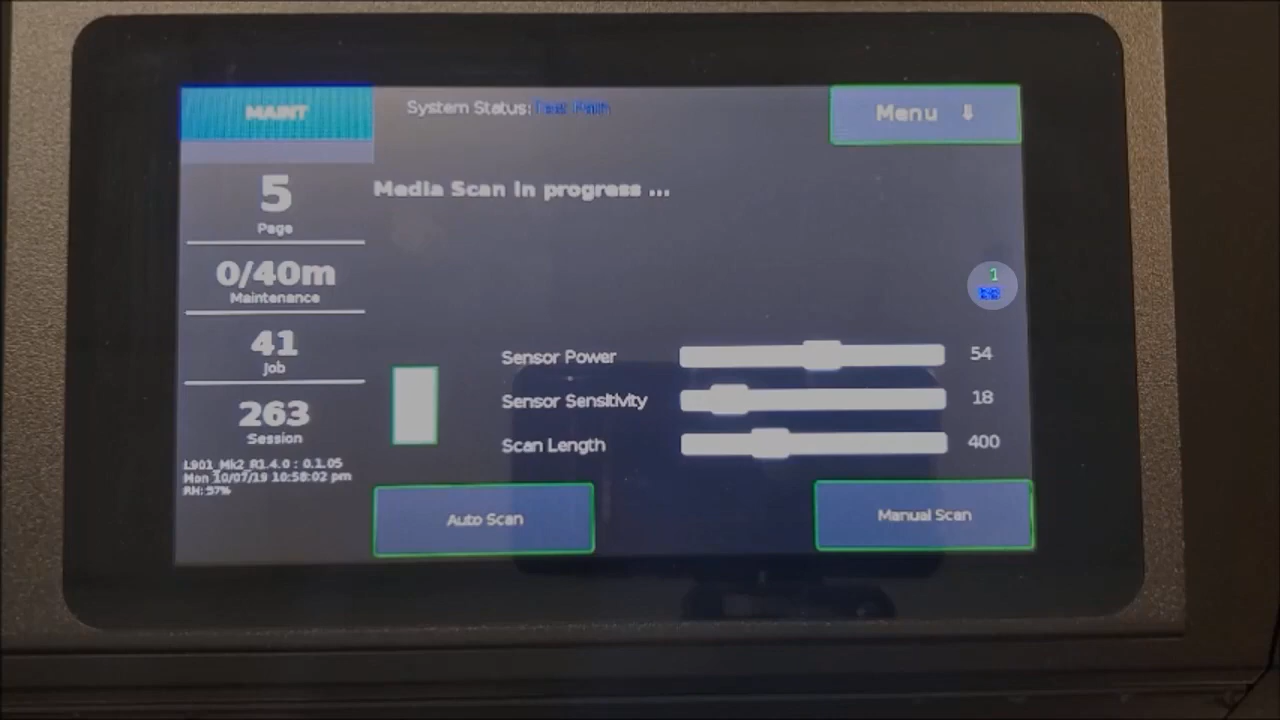 MAINT
System Status:
Menu ⇓
5
Page
Media Scan in progress ...
0/40m
Maintenance
1
41
Job
Sensor Power 54
Sensor Sensitivity 18
Scan Length 400
263
Session
L901_Mk2_R1.4.0 : 0.1.05
Mon 10/07/19 10:58:02 pm
Auto Scan
Manual Scan